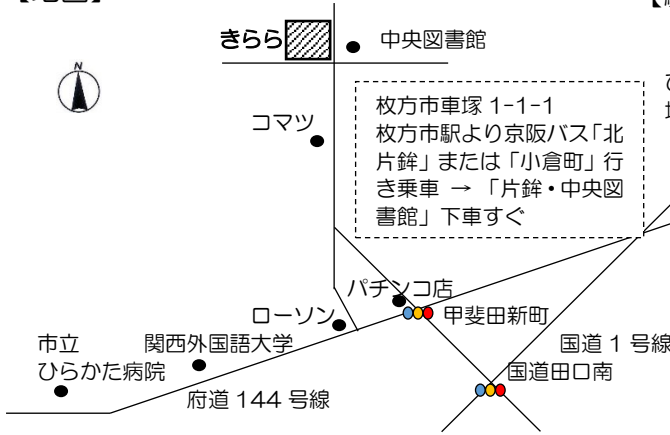 きらら
中央図書館
N
コマツ
枚方市車塚 1-1-1
枚方市駅より京阪バス「北
片鉾」または「小倉町」行
き乗車 → 「片鉾・中央図
書館」下車すぐ
パチンコ店
ローソン
甲斐田新町
市立
ひらかた病院
関西外国語大学
国道 1 号線
国道田口南
府道 144 号線